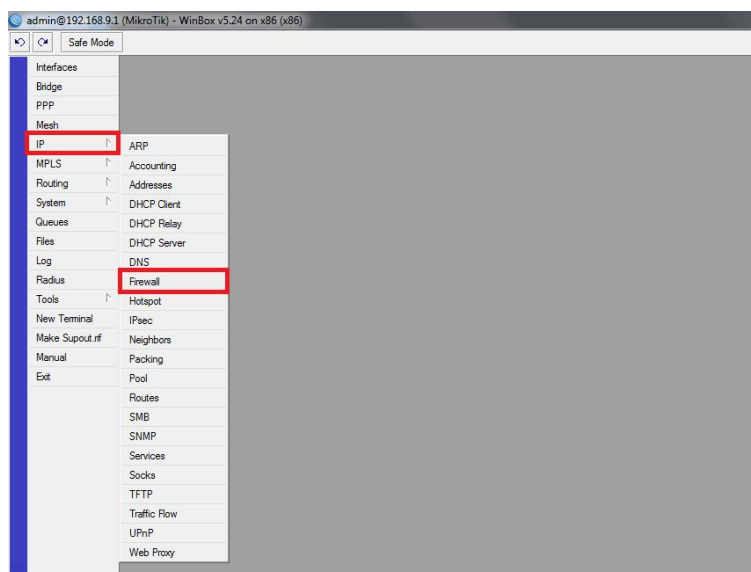 admin@192.168.9.1 (MikroTik) - WinBox v5.24 on x86 (x86)
Safe Mode
Interfaces
Bridge
PPP
Mesh
IP
MPLS
Routing
System
Queues
Files
Log
Radius
Tools
New Terminal
Make Supout.rif
Manual
Exit
ARP
Accounting
Addresses
DHCP Client
DHCP Relay
DHCP Server
DNS
Firewall
Hotspot
IPsec
Neighbors
Packing
Pool
Routes
SMB
SNMP
Services
Socks
TFTP
Traffic Flow
UPnP
Web Proxy